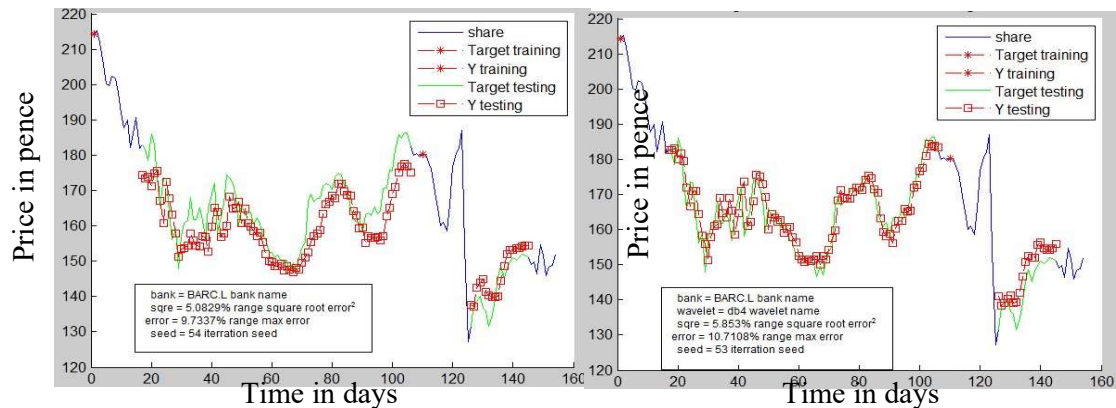 220
210
200
190
180
170
160
150
140
130
120
Price in pence
share
Target training
Y training
Target testing
Y testing
bank = BARC.L bank name
sqre = 5.0829% range square root error²
error = 9.7337% range max error
seed = 54 iterration seed
0 20 40 60 80 100 120 140 160
Time in days
220
210
200
190
180
170
160
150
140
130
120
Price in pence
share
Target training
Y training
Target testing
Y testing
bank = BARC.L bank name
wavelet = db4 wavelet name
sqre = 5.853% range square root error²
error = 10.7108% range max error
seed = 53 iterration seed
0 20 40 60 80 100 120 140 160
Time in days